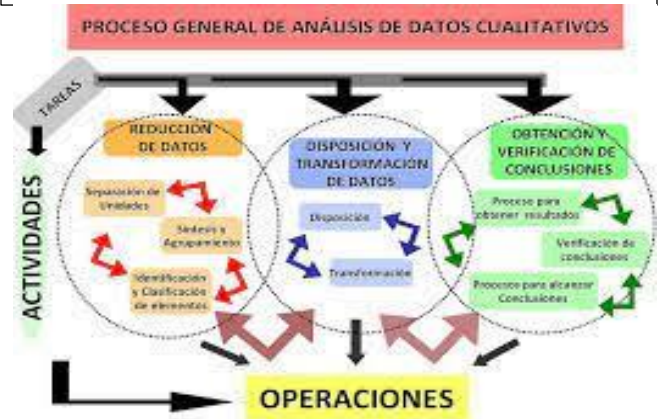 PROCESO GENERAL DE ANÁLISIS DE DATOS CUALITATIVOS
TAREAS
ACTIVIDADES
REDUCCIÓN
DE DATOS
Separación de
Unidades
Síntesis y
Agrupamiento
Identificación
y Clasificación
de elementos
DISPOSICIÓN Y
TRANSFORMACIÓN
DE DATOS
Disposición
Transformación
OBTENCIÓN Y
VERIFICACIÓN DE
CONCLUSIONES
Proceso para
obtener resultados
Verificación de
conclusiones
Procesos para alcanzar
Conclusiones
OPERACIONES